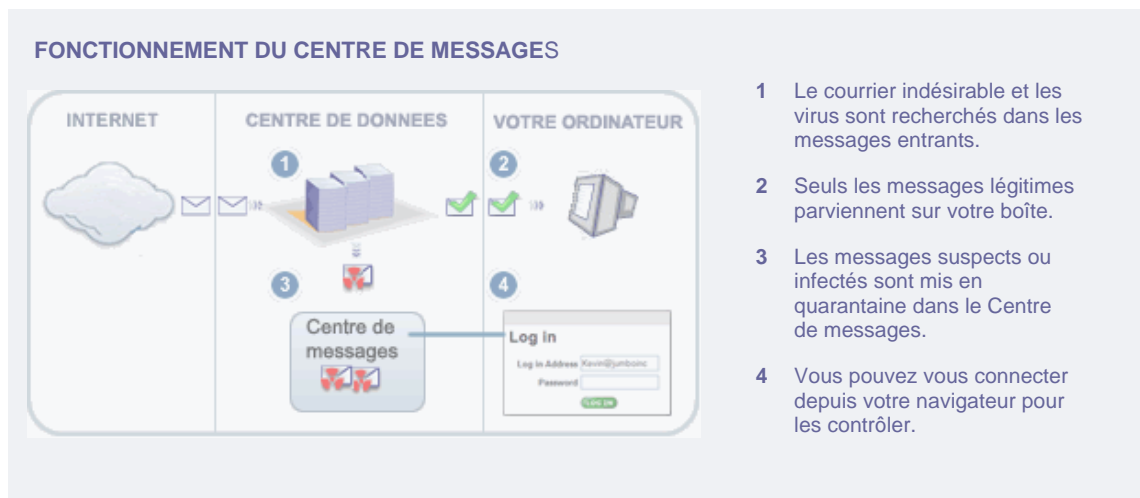 FONCTIONNEMENT DU CENTRE DE MESSAGES
INTERNET
CENTRE DE DONNEES
VOTRE ORDINATEUR
1
2
3
4
Centre de
messages
Log in
Log in Address Kevin@jumboinc
Password
LOG IN
1 Le courrier indésirable et les
virus sont recherchés dans les
messages entrants.
2 Seuls les messages légitimes
parviennent sur votre boîte.
3 Les messages suspects ou
infectés sont mis en
quarantaine dans le Centre
de messages.
4 Vous pouvez vous connecter
depuis votre navigateur pour
les contrôler.